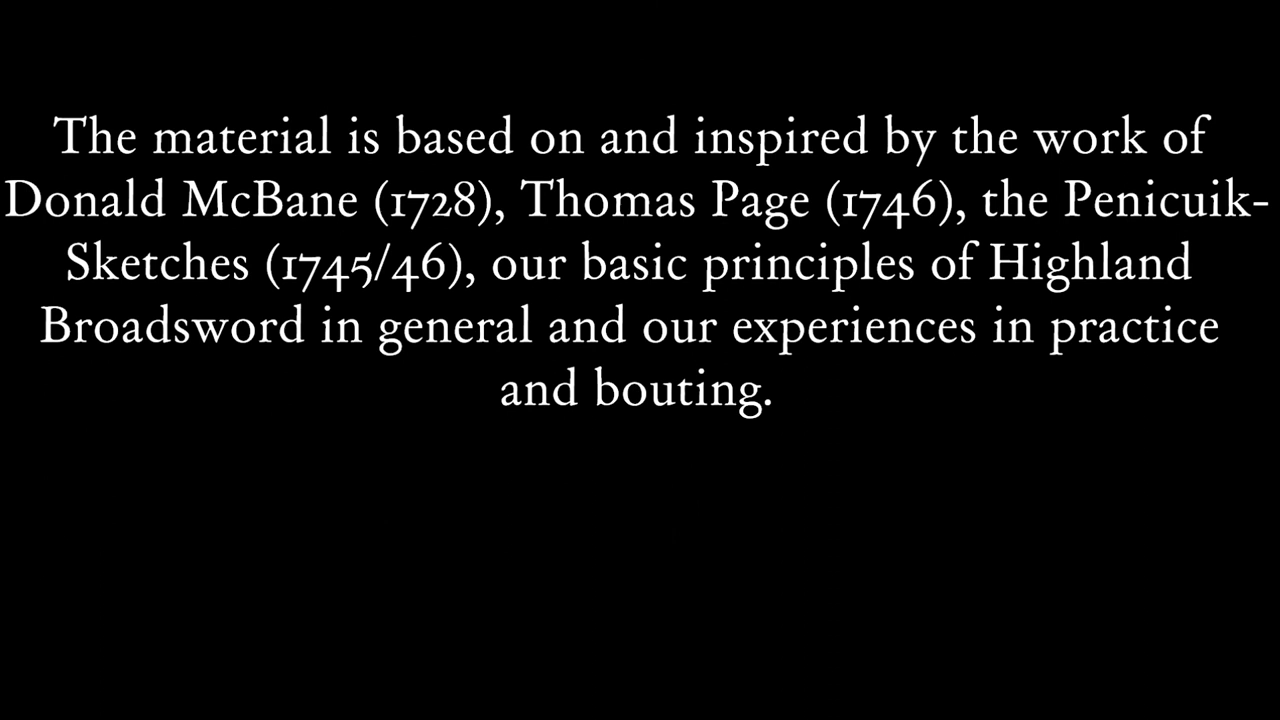 The material is based on and inspired by the work of
Donald McBane (1728), Thomas Page (1746), the Penicuik-
Sketches (1745/46), our basic principles of Highland
Broadsword in general and our experiences in practice
and bouting.